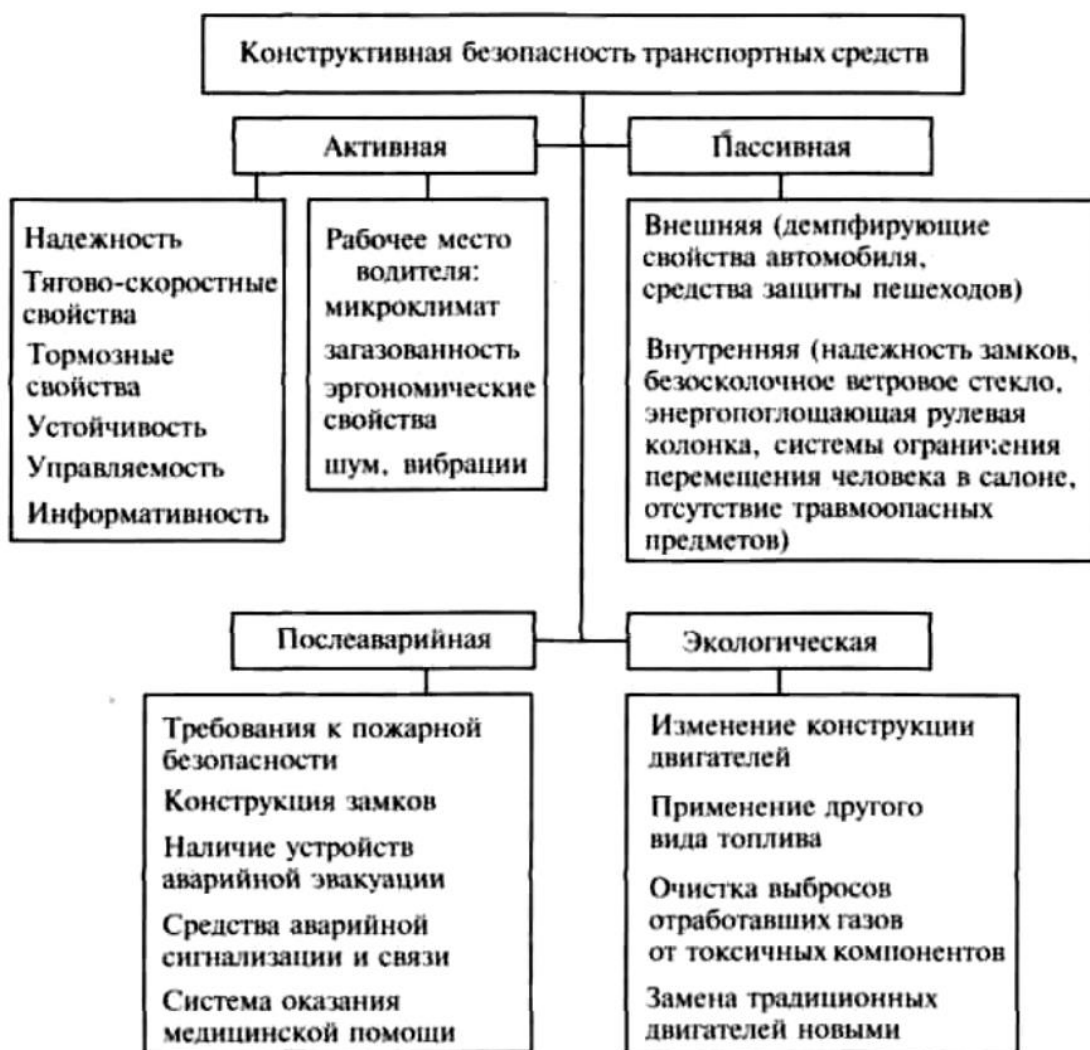 Конструктивная безопасность транспортных средств
Активная
Пассивная
Надежность
Тягово-скоростные
свойства
Тормозные
свойства
Устойчивость
Управляемость
Информативность
Рабочее место
водителя:
микроклимат
загазованность
эргономические
свойства
шум, вибрации
Внешняя (демпфирующие
свойства автомобиля,
средства защиты пешеходов)
Внутренняя (надежность замков,
безосколочное ветровое стекло,
энергопоглощающая рулевая
колонка, системы ограничения
перемещения человека в салоне,
отсутствие травмоопасных
предметов)
Послеаварийная
Экологическая
Требования к пожарной
безопасности
Конструкция замков
Наличие устройств
аварийной эвакуации
Средства аварийной
сигнализации и связи
Система оказания
медицинской помощи
Изменение конструкции
двигателей
Применение другого
вида топлива
Очистка выбросов
отработавших газов
от токсичных компонентов
Замена традиционных
двигателей новыми